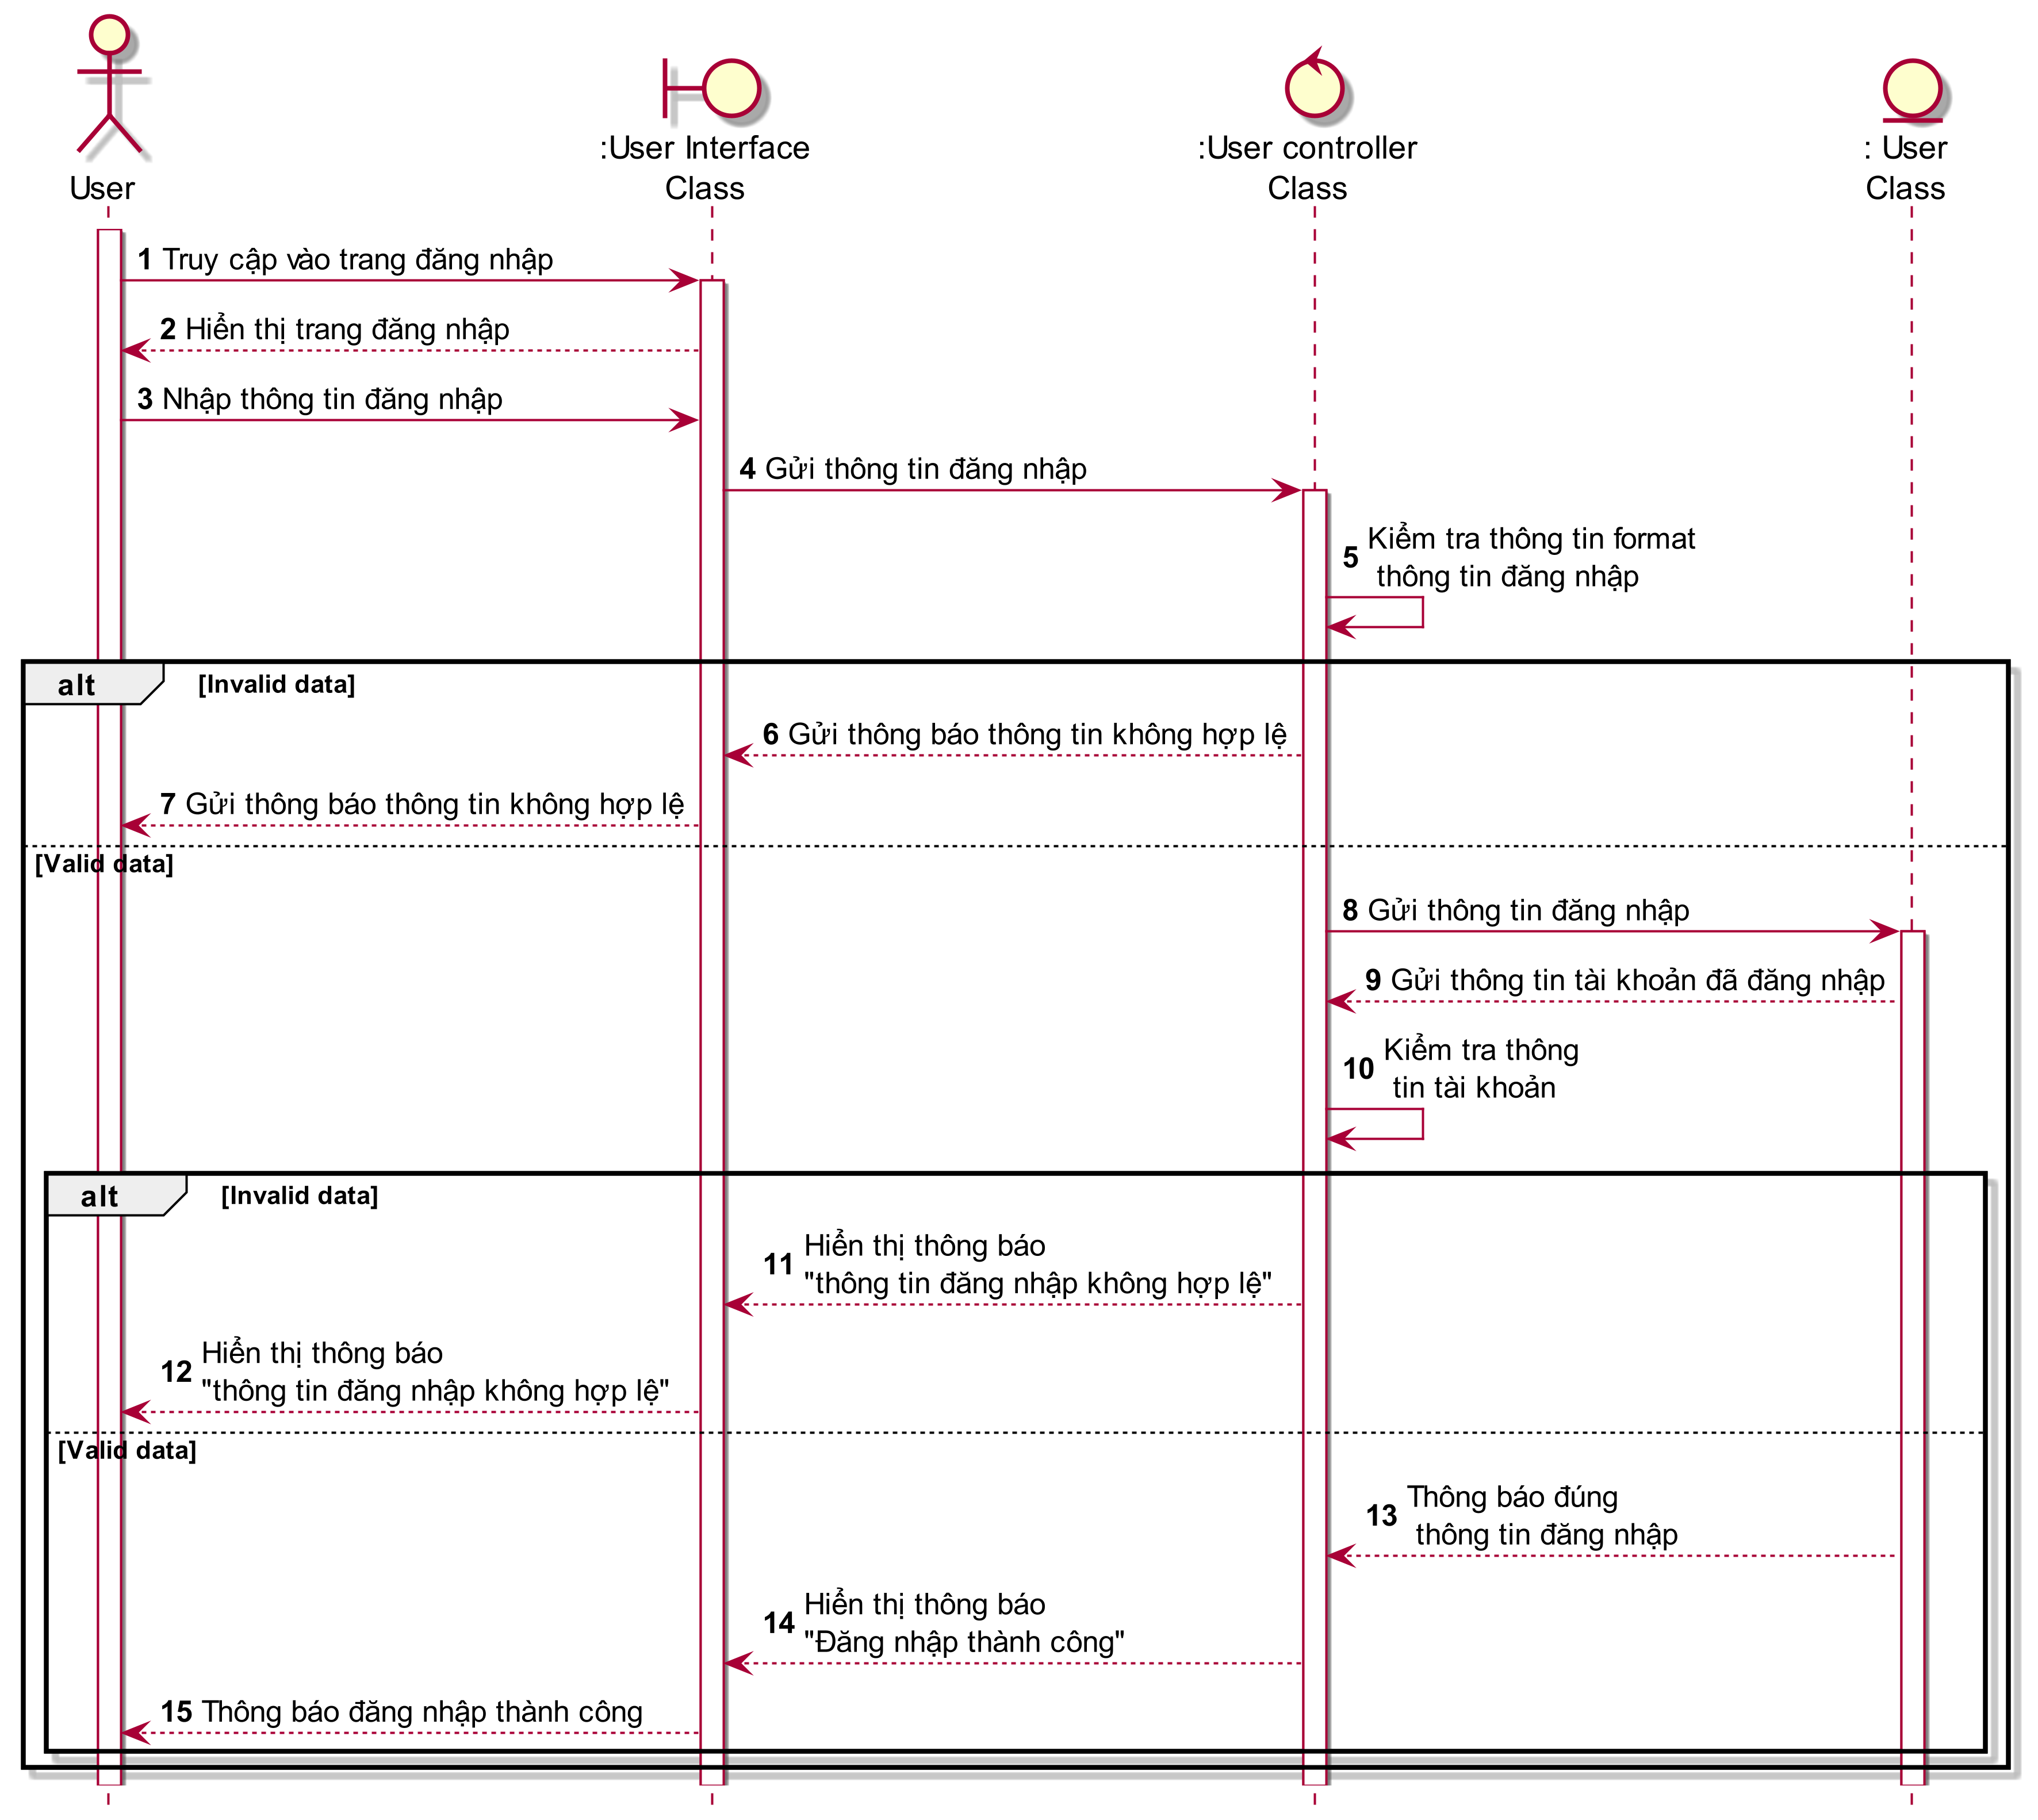 User
:User Interface
Class
:User controller
Class
: User
Class
1 Truy cập vào trang đăng nhập
2 Hiển thị trang đăng nhập
3 Nhập thông tin đăng nhập
4 Gửi thông tin đăng nhập
5 Kiểm tra thông tin format
thông tin đăng nhập
alt [Invalid data]
6 Gửi thông báo thông tin không hợp lệ
7 Gửi thông báo thông tin không hợp lệ
[Valid data]
8 Gửi thông tin đăng nhập
9 Gửi thông tin tài khoản đã đăng nhập
10 Kiểm tra thông
tin tài khoản
alt [Invalid data]
11 Hiển thị thông báo
"thông tin đăng nhập không hợp lệ"
12 Hiển thị thông báo
"thông tin đăng nhập không hợp lệ"
[Valid data]
13 Thông báo đúng
thông tin đăng nhập
14 Hiển thị thông báo
"Đăng nhập thành công"
15 Thông báo đăng nhập thành công